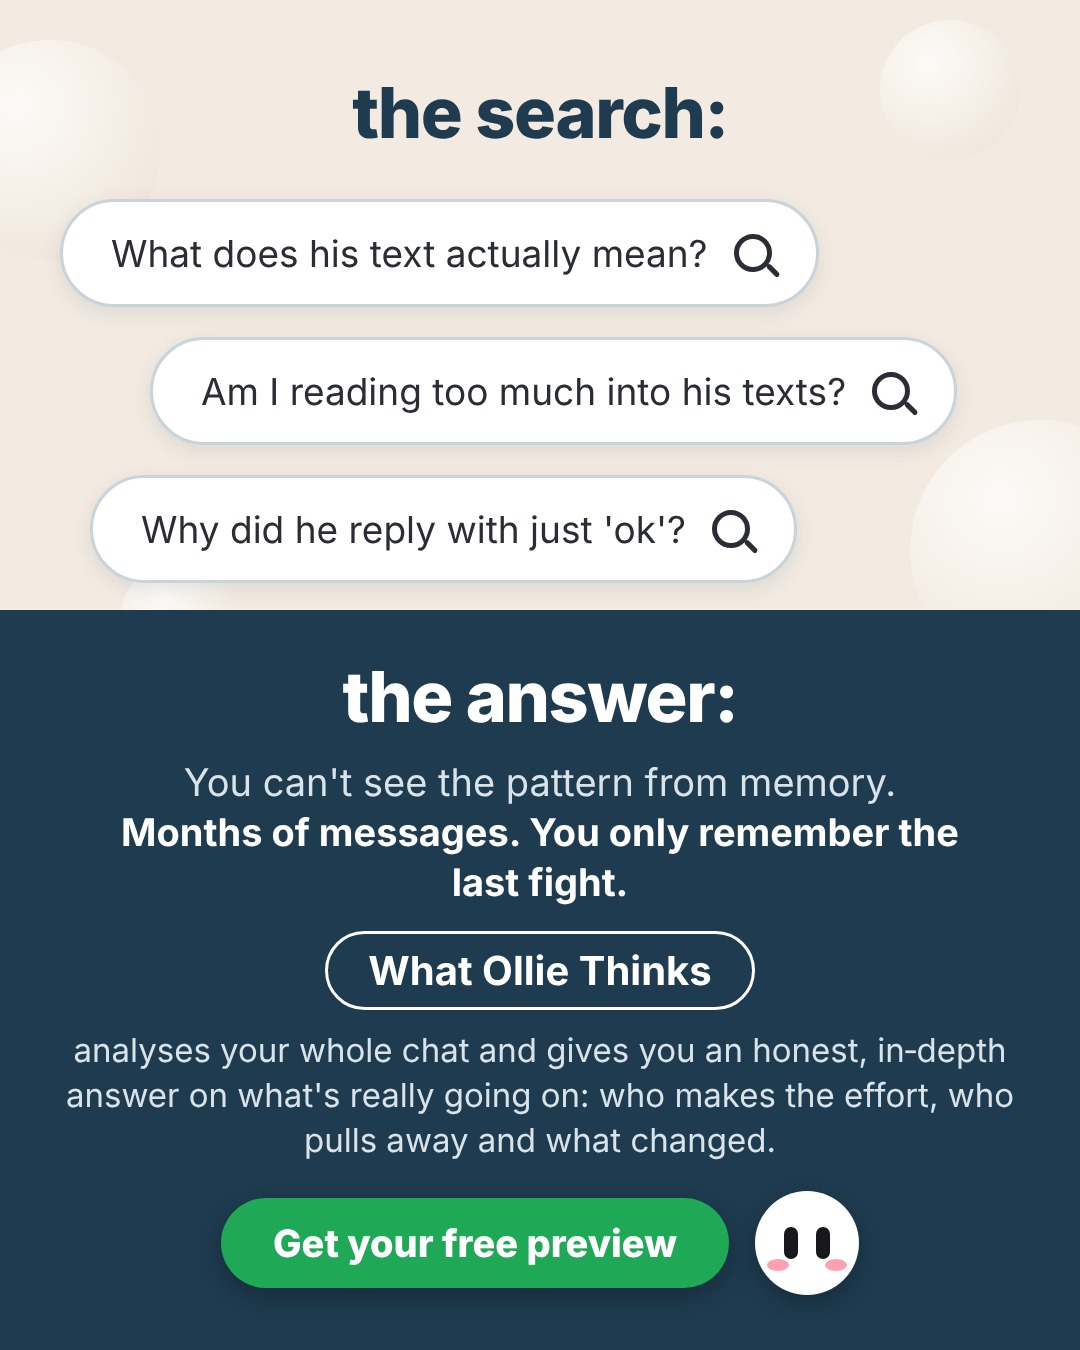 the search:
What does his text actually mean?
Am I reading too much into his texts?
Why did he reply with just 'ok'?
the answer:
You can't see the pattern from memory.
Months of messages. You only remember the
last fight.
What Ollie Thinks
analyses your whole chat and gives you an honest, in-depth
answer on what's really going on: who makes the effort, who
pulls away and what changed.
Get your free preview